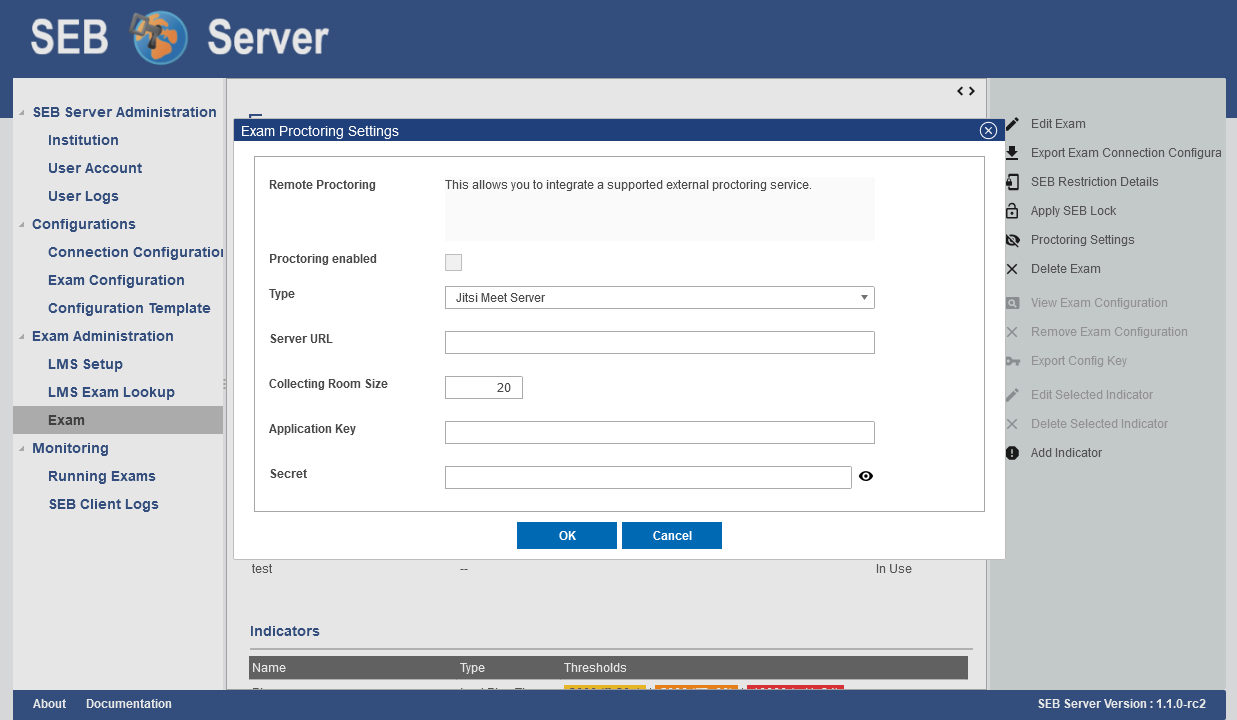 SEB Server
SEB Server Administration
Institution
User Account
User Logs
Configurations
Connection Configuration
Exam Configuration
Configuration Template
Exam Administration
LMS Setup
LMS Exam Lookup
Exam
Monitoring
Running Exams
SEB Client Logs
Exam Proctoring Settings
Remote Proctoring
This allows you to integrate a supported external proctoring service.
Proctoring enabled
Type
Jitsi Meet Server
Server URL
Collecting Room Size
20
Application Key
Secret
OK Cancel
test -- In Use
Indicators
Name Type Thresholds
Edit Exam
Export Exam Connection Configura
SEB Restriction Details
Apply SEB Lock
Proctoring Settings
Delete Exam
View Exam Configuration
Remove Exam Configuration
Export Config Key
Edit Selected Indicator
Delete Selected Indicator
Add Indicator
About Documentation
SEB Server Version : 1.1.0-rc2